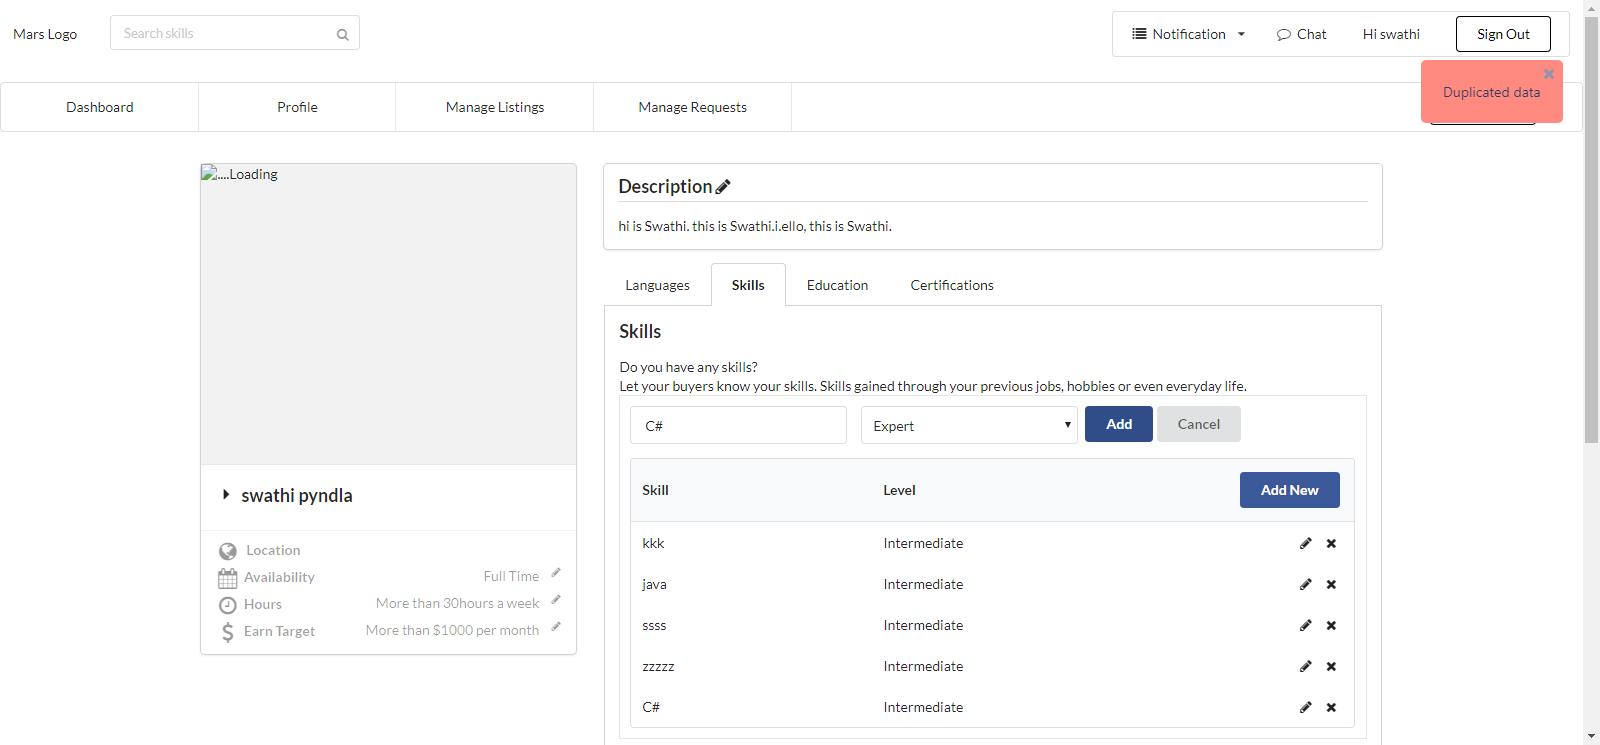 Mars Logo
Search skills
Notification
Chat
Hi swathi
Sign Out
Duplicated data
Dashboard
Profile
Manage Listings
Manage Requests
....Loading
swathi pyndla
Location
Availability
Full Time
Hours
More than 30hours a week
Earn Target
More than $1000 per month
Description
hi is Swathi. this is Swathi.i.ello, this is Swathi.
Languages
Skills
Education
Certifications
Skills
Do you have any skills?
Let your buyers know your skills. Skills gained through your previous jobs, hobbies or even everyday life.
C#
Expert
Add
Cancel
Skill
Level
Add New
kkk
Intermediate
java
Intermediate
ssss
Intermediate
zzzzz
Intermediate
C#
Intermediate